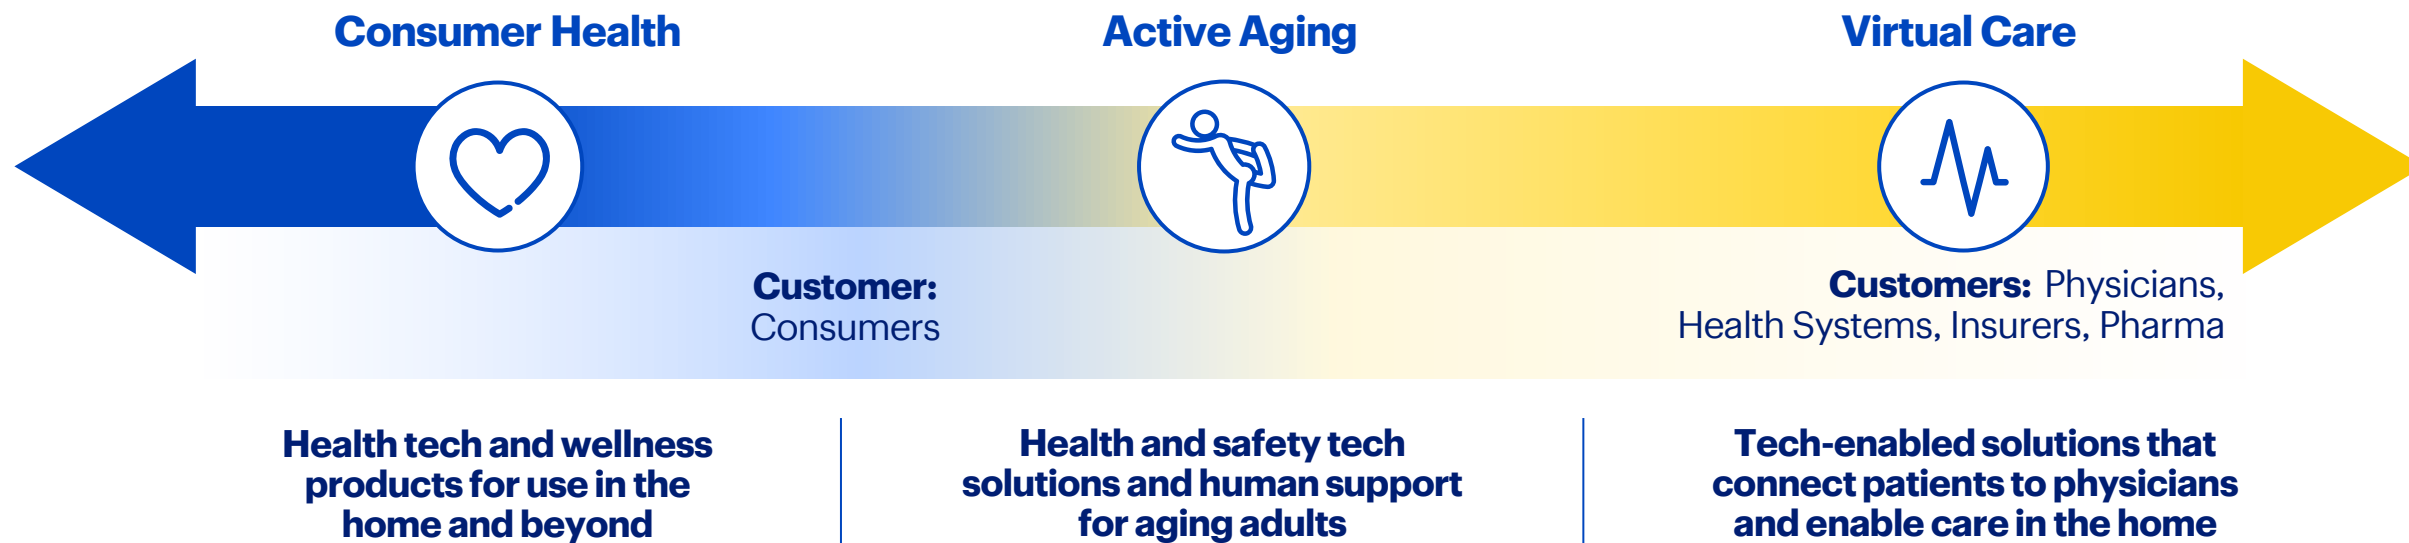 Consumer Health
Active Aging
Virtual Care
Customer:
Consumers
Customers: Physicians,
Health Systems, Insurers, Pharma
Health tech and wellness
products for use in the
home and beyond
Health and safety tech
solutions and human support
for aging adults
Tech-enabled solutions that
connect patients to physicians
and enable care in the home